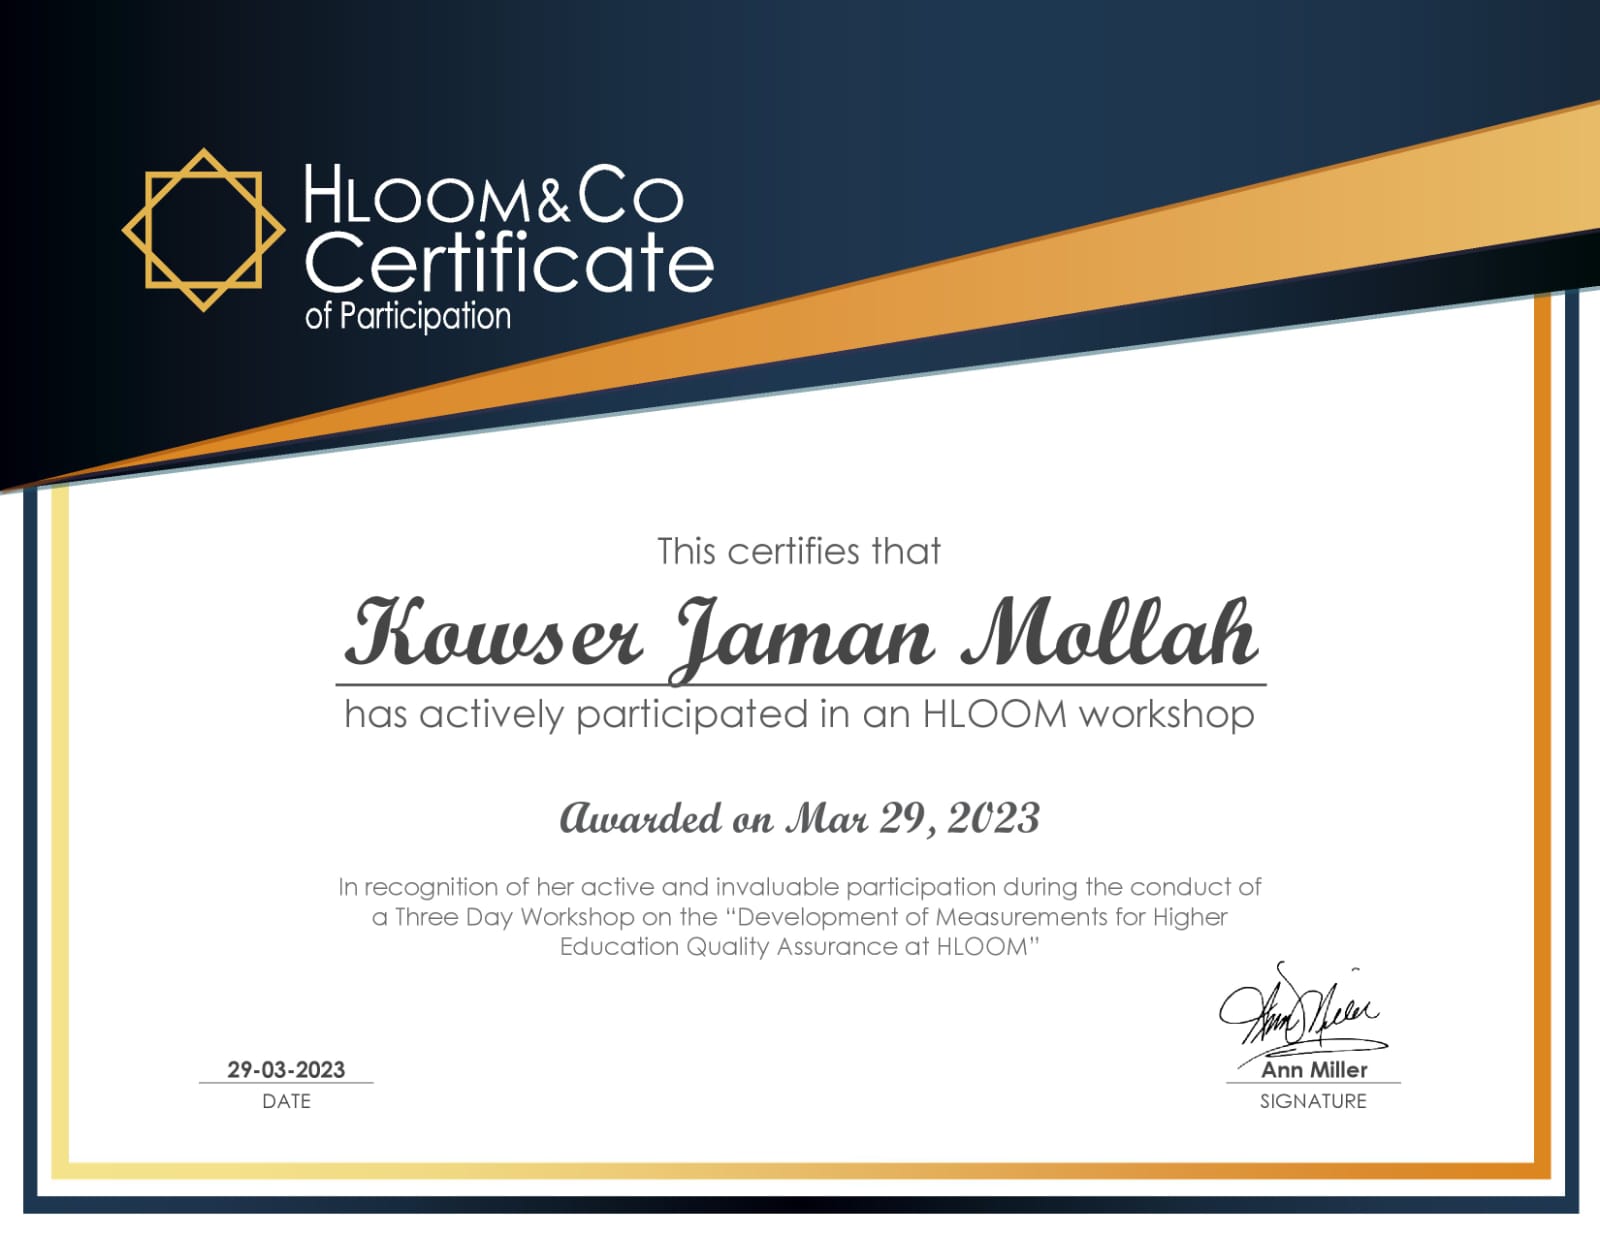 HLOOM&CO
Certificate
of Participation
This certifies that
Kowser Jaman Mollah
has actively participated in an HLOOM workshop
Awarded on Mar 29, 2023
In recognition of her active and invaluable participation during the conduct of
a Three Day Workshop on the “Development of Measurements for Higher
Education Quality Assurance at HLOOM”
Ann Miller
29-03-2023
DATE
Ann Miller
SIGNATURE